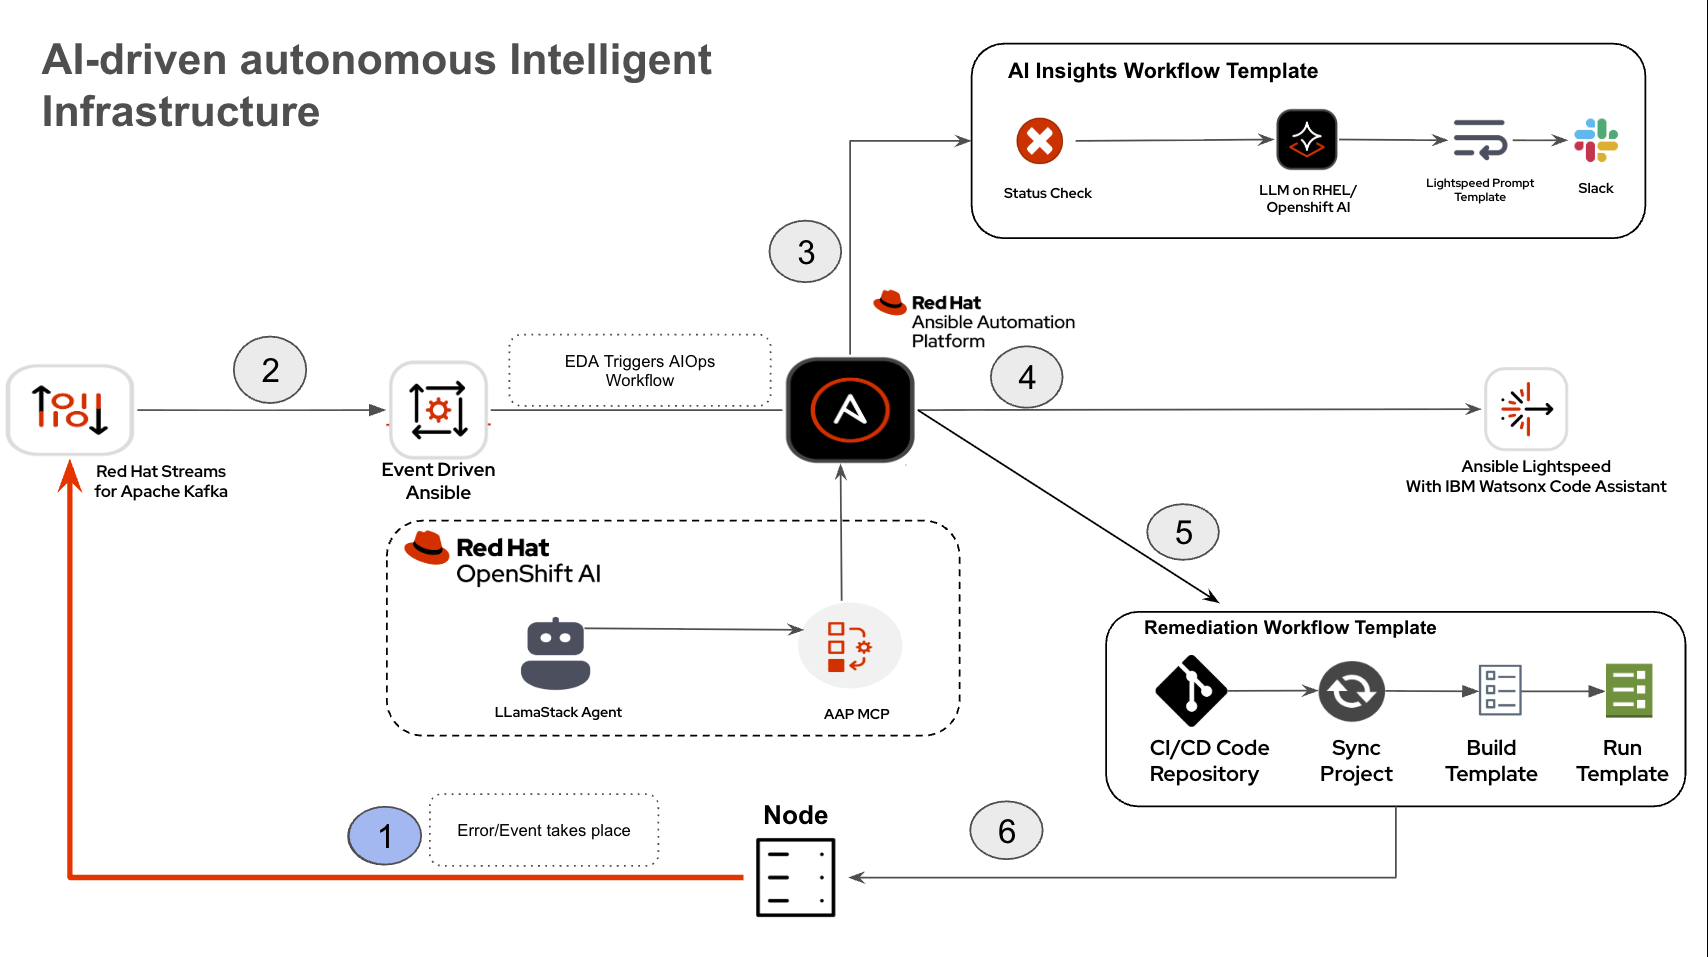 AI-driven autonomous Intelligent
Infrastructure
AI Insights Workflow Template
Status Check
LLM on RHEL/
Openshift AI
Lightspeed Prompt
Template
Slack
3
Red Hat
Ansible Automation
Platform
2
EDA Triggers AIOps
Workflow
4
Red Hat Streams
for Apache Kafka
Event Driven
Ansible
Ansible Lightspeed
With IBM Watsonx Code Assistant
5
Red Hat
OpenShift AI
LLamaStack Agent
AAP MCP
Remediation Workflow Template
CI/CD Code
Repository
Sync
Project
Build
Template
Run
Template
1
Error/Event takes place
Node
6